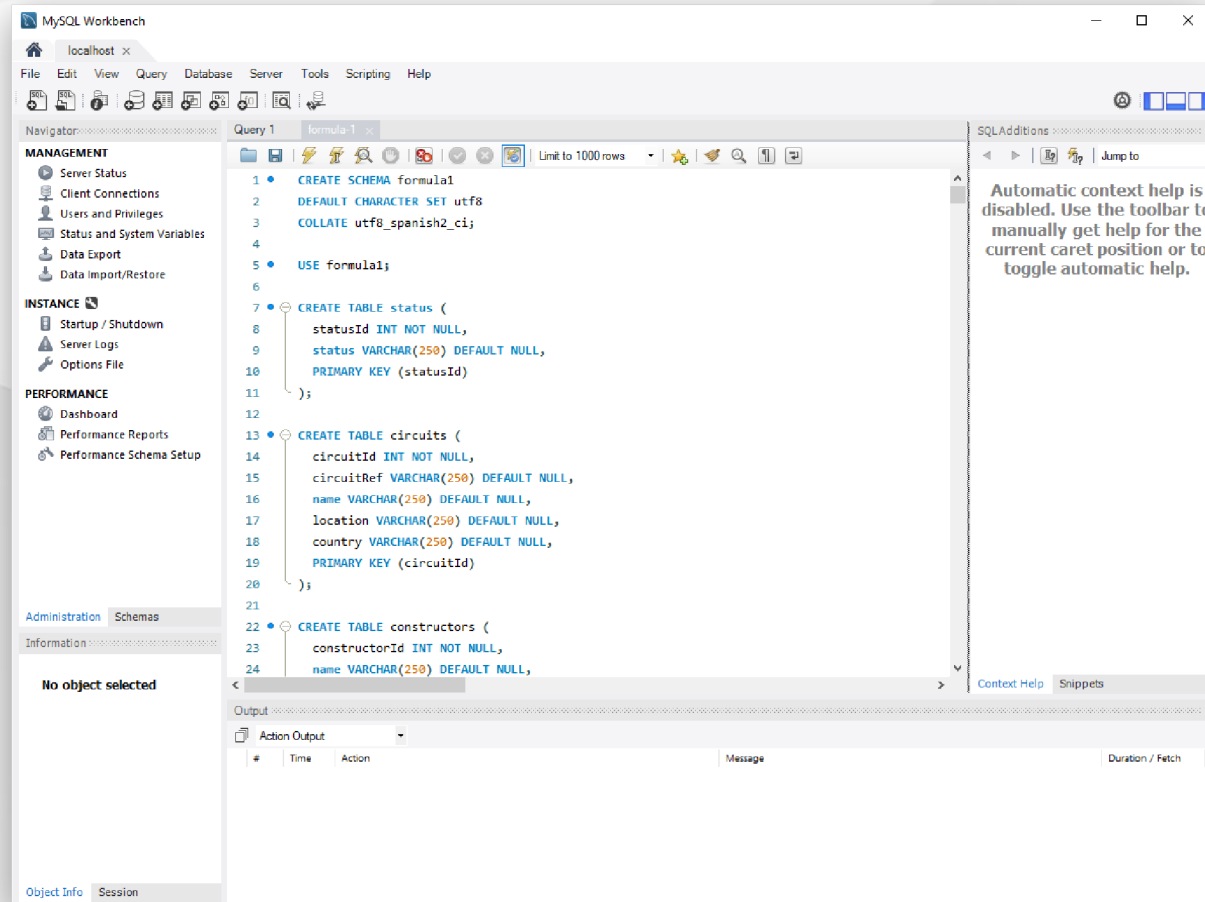 MySQL Workbench
localhost
File Edit View Query Database Server Tools Scripting Help
Navigator
MANAGEMENT
Server Status
Client Connections
Users and Privileges
Status and System Variables
Data Export
Data Import/Restore
INSTANCE
Startup / Shutdown
Server Logs
Options File
PERFORMANCE
Dashboard
Performance Reports
Performance Schema Setup
Administration Schemas
Information
No object selected
Object Info Session
Query 1 formula-1
Limit to 1000 rows
1 CREATE SCHEMA formula1
2 DEFAULT CHARACTER SET utf8
3 COLLATE utf8_spanish2_ci;
4
5 USE formula1;
6
7 CREATE TABLE status (
8 statusId INT NOT NULL,
9 status VARCHAR(250) DEFAULT NULL,
10 PRIMARY KEY (statusId)
11 );
12
13 CREATE TABLE circuits (
14 circuitId INT NOT NULL,
15 circuitRef VARCHAR(250) DEFAULT NULL,
16 name VARCHAR(250) DEFAULT NULL,
17 location VARCHAR(250) DEFAULT NULL,
18 country VARCHAR(250) DEFAULT NULL,
19 PRIMARY KEY (circuitId)
20 );
21
22 CREATE TABLE constructors (
23 constructorId INT NOT NULL,
24 name VARCHAR(250) DEFAULT NULL,
SQLAdditions
Jump to
Automatic context help is
disabled. Use the toolbar to
manually get help for the
current caret position or to
toggle automatic help.
Context Help Snippets
Output
Action Output
# Time Action Message Duration / Fetch